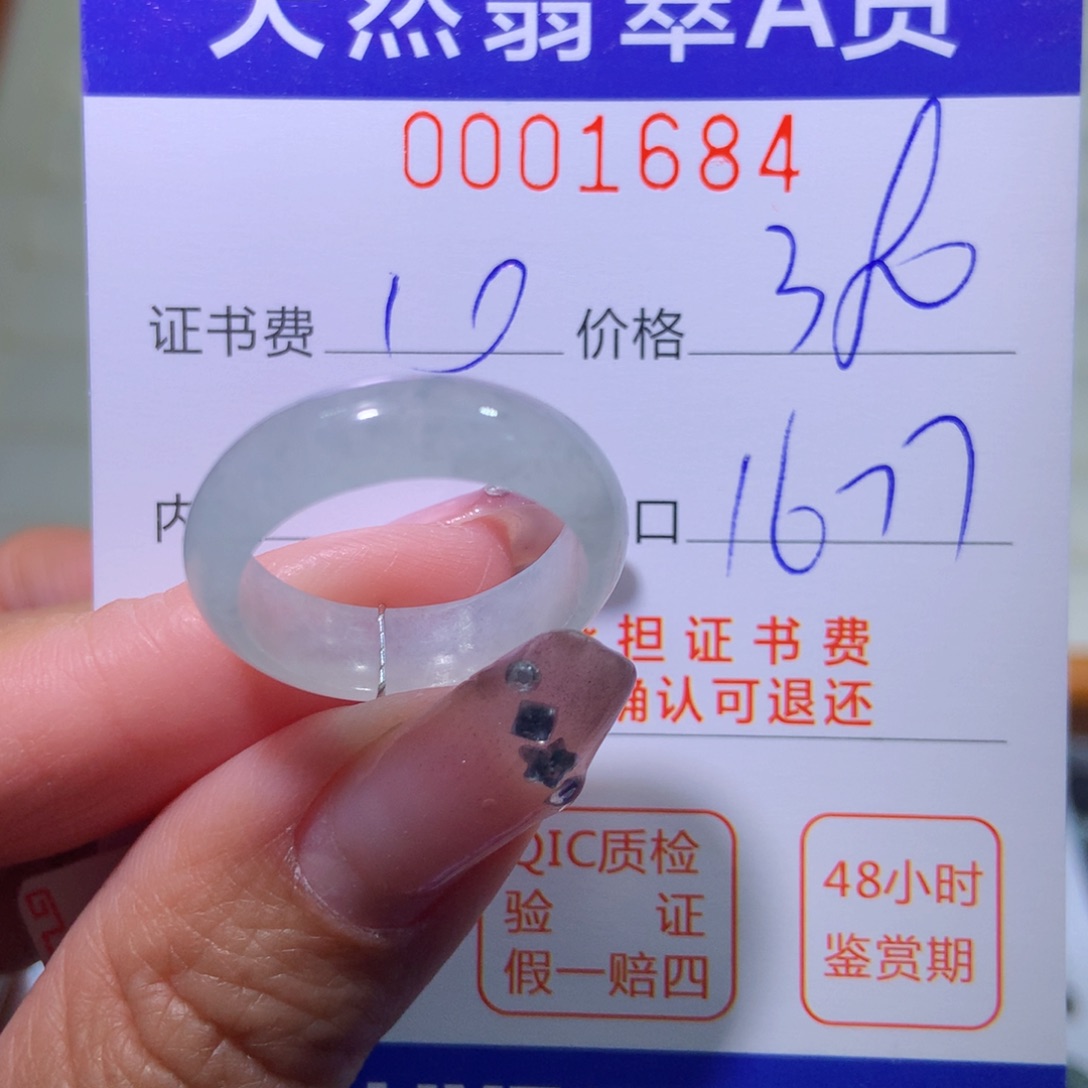 天然翡翠A货
0001684
证书费 10 价格 38
内 口 1677
担证书费
确认可退还
QIC质检
验证
假一赔四
48小时
鉴赏期